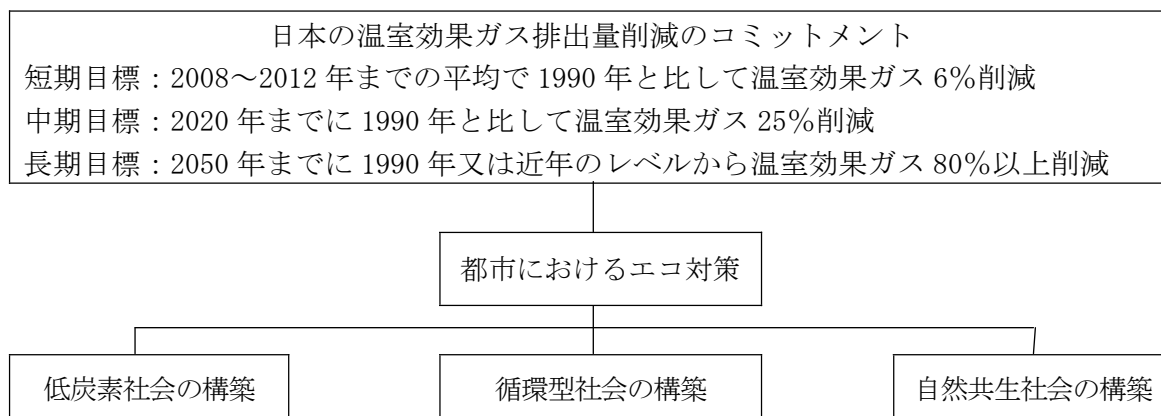 日本の温室効果ガス排出量削減のコミットメント
短期目標：2008～2012 年までの平均で 1990 年と比して温室効果ガス 6％削減
中期目標：2020 年までに 1990 年と比して温室効果ガス 25％削減
長期目標：2050 年までに 1990 年又は近年のレベルから温室効果ガス 80％以上削減
都市におけるエコ対策
低炭素社会の構築
循環型社会の構築
自然共生社会の構築